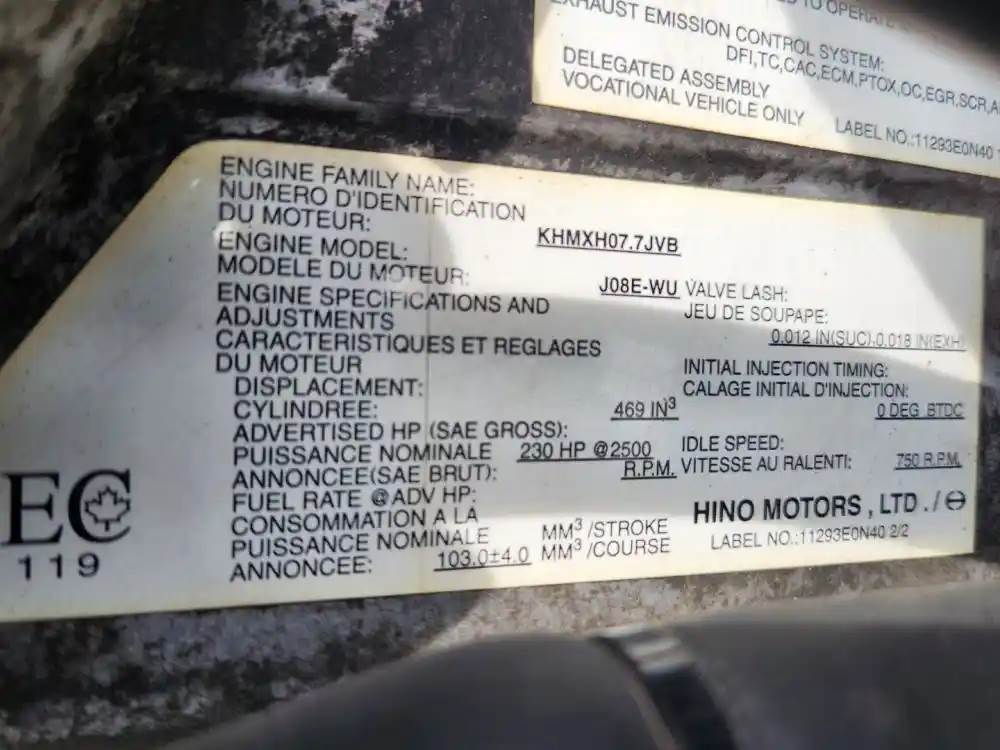 TO OPERATE
EXHAUST EMISSION CONTROL SYSTEM:
DFI,TC,CAC,ECM,PTOX,OC,EGR,SCR,
DELEGATED ASSEMBLY
VOCATIONAL VEHICLE ONLY
LABEL NO.:11293E0N40
ENGINE FAMILY NAME:
NUMERO D'IDENTIFICATION
DU MOTEUR:
KHMXH07.7JVB
ENGINE MODEL:
MODELE DU MOTEUR:
J08E-WU
ENGINE SPECIFICATIONS AND
ADJUSTMENTS
CARACTERISTIQUES ET REGLAGES
DU MOTEUR
DISPLACEMENT:
CYLINDREE:
469 IN³
ADVERTISED HP (SAE GROSS):
PUISSANCE NOMINALE 230 HP @2500
ANNONCEE(SAE BRUT): R.P.M.
FUEL RATE @ADV HP:
CONSOMMATION A LA
PUISSANCE NOMINALE MM³/STROKE
ANNONCEE: 103.0±4.0 MM³/COURSE
VALVE LASH:
JEU DE SOUPAPE:
0.012 IN(SUC).0.018 IN(EXH)
INITIAL INJECTION TIMING:
CALAGE INITIAL D'INJECTION:
0 DEG BTDC
IDLE SPEED:
VITESSE AU RALENTI: 750 R.P.M.
HINO MOTORS , LTD . /
LABEL NO.:11293E0N40 2/2
EC
119